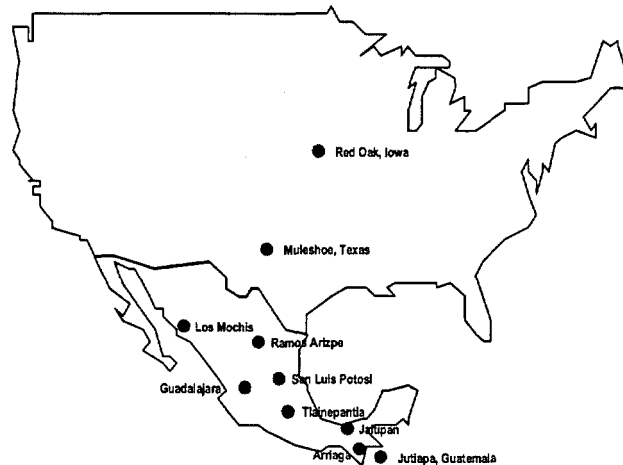 Red Oak, Iowa
Muleshoe, Texas
Los Mochis
Ramos Arizpe
San Luis Potosi
Guadalajara
Tlalnepantla
Jaltipan
Arriaga
Jutiapa, Guatemala